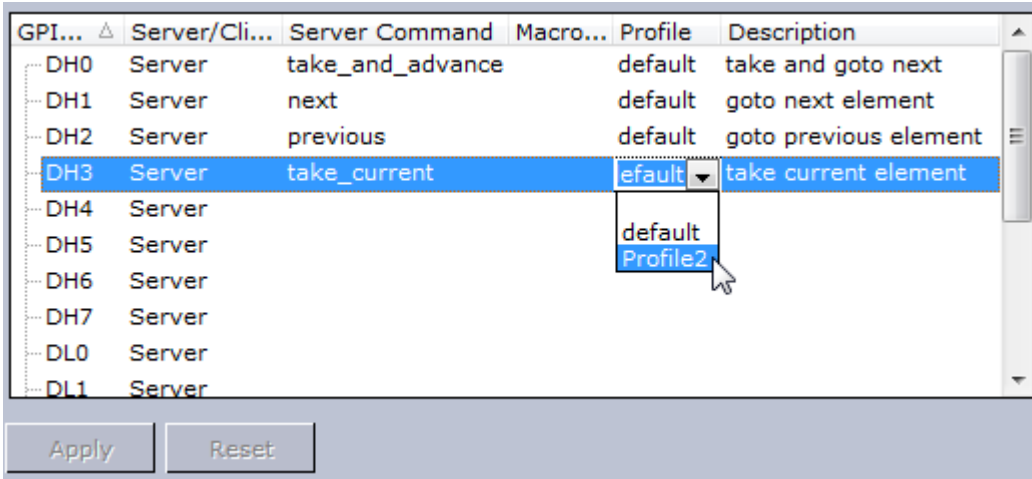 GPI... Server/Cli... Server Command Macro... Profile Description
DH0 Server take_and_advance default take and goto next
DH1 Server next default goto next element
DH2 Server previous default goto previous element
DH3 Server take_current efault take current element
DH4 Server
default
DH5 Server
Profile2
DH6 Server
DH7 Server
DL0 Server
DL1 Server
Apply Reset